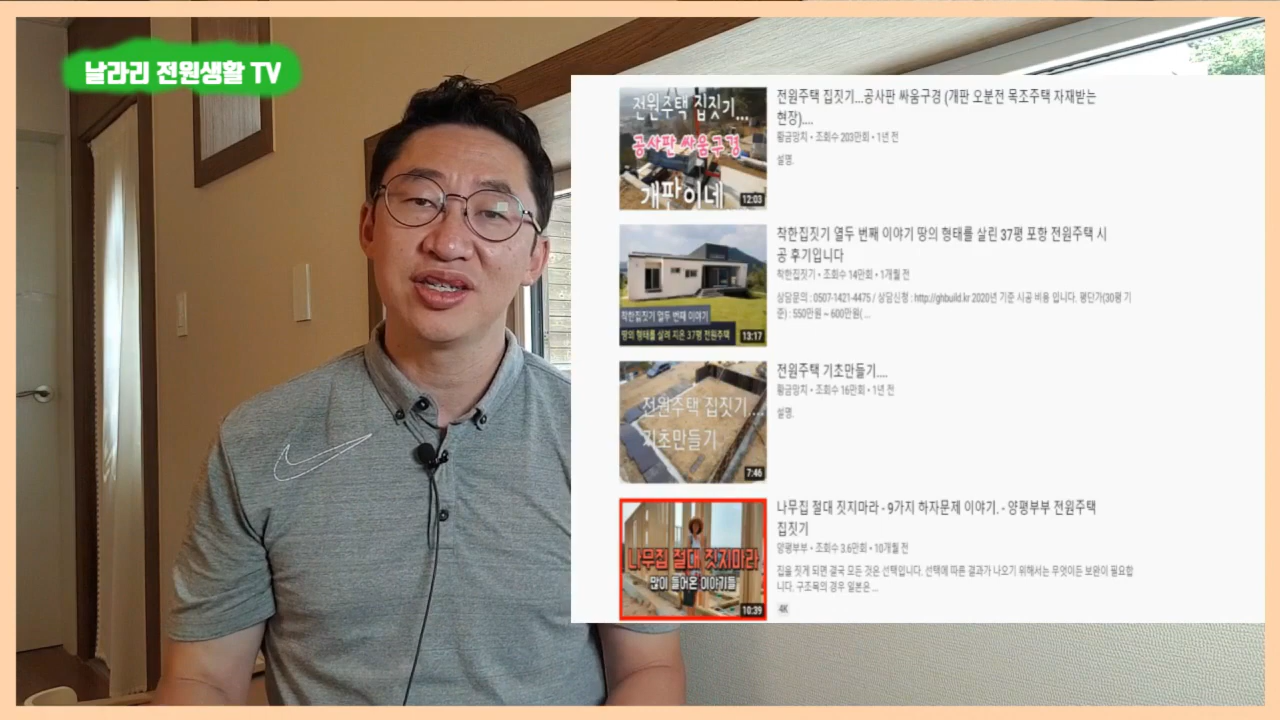 날라리 전원생활 TV
전원주택 집짓기...
공사판 싸움구경
개판이네
12:03
전원주택 집짓기...공사판 싸움구경 (개판 오분전 목조주택 자재받는
현장)....
황금망치 • 조회수 203만회 • 1년 전
설명.
착한집짓기 열두 번째 이야기
땅의 형태를 살려 지은 37평 전원주택
13:17
착한집짓기 열두 번째 이야기 땅의 형태를 살린 37평 포항 전원주택 시
공 후기입니다
착한집짓기 • 조회수 14만회 • 1개월 전
상담문의 : 0507-1421-4475 / 상담신청 : http://ghbuild.kr 2020년 기준 시공 비용 입니다. 평단가(30평 기
준) : 550만원 ~ 600만원( ...
전원주택 집짓기....
기초만들기
7:46
전원주택 기초만들기....
황금망치 • 조회수 16만회 • 1년 전
설명.
나무집 절대 짓지마라
많이 들어온 이야기들
10:39
나무집 절대 짓지마라 - 9가지 하자문제 이야기. - 양평부부 전원주택
집짓기
양평부부 • 조회수 3.6만회 • 10개월 전
집을 짓게 되면 결국 모든 것은 선택입니다. 선택에 따른 결과가 나오기 위해서는 무엇이든 보완이 필요합
니다. 구조목의 경우 일본은 ...
4K